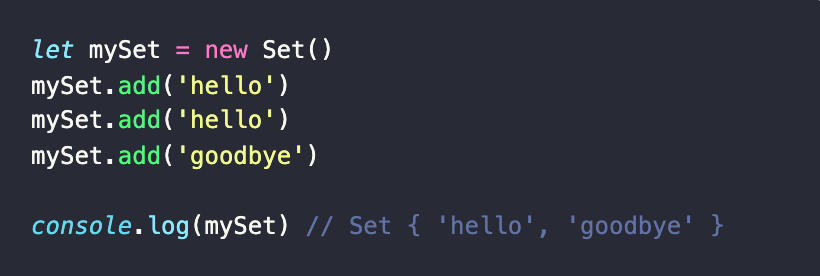 let mySet = new Set()
mySet.add('hello')
mySet.add('hello')
mySet.add('goodbye')
console.log(mySet) // Set { 'hello', 'goodbye' }